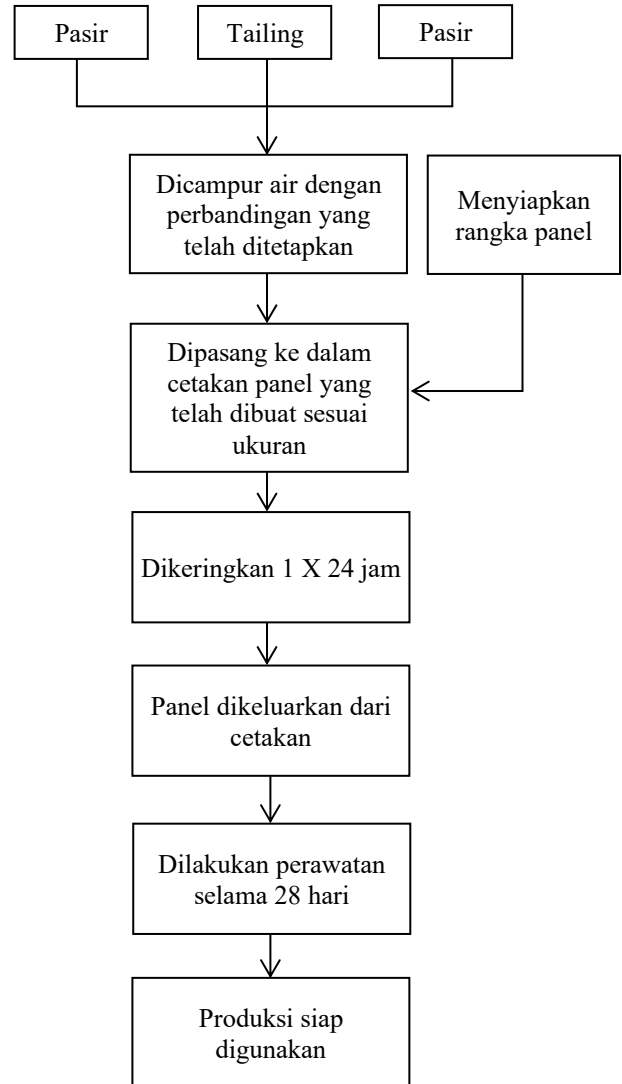 Pasir
Tailing
Pasir
Dicampur air dengan
perbandingan yang
telah ditetapkan
Menyiapkan
rangka panel
Dipasang ke dalam
cetakan panel yang
telah dibuat sesuai
ukuran
Dikeringkan 1 X 24 jam
Panel dikeluarkan dari
cetakan
Dilakukan perawatan
selama 28 hari
Produksi siap
digunakan